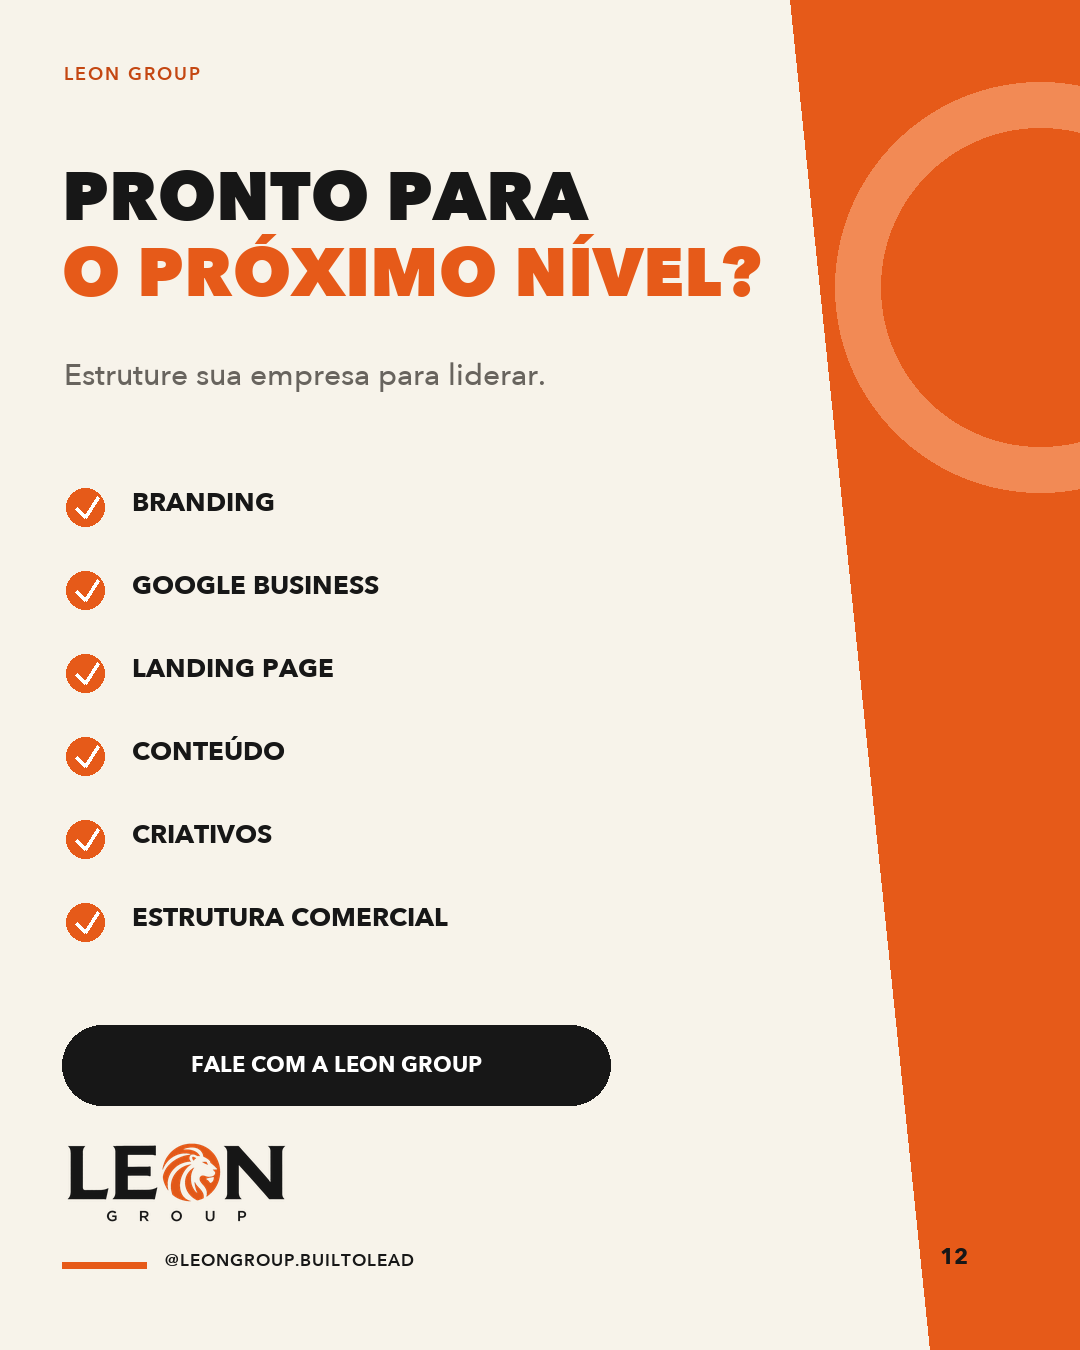 LEON GROUP
PRONTO PARA
O PRÓXIMO NÍVEL?
Estruture sua empresa para liderar.
BRANDING
GOOGLE BUSINESS
LANDING PAGE
CONTEÚDO
CRIATIVOS
ESTRUTURA COMERCIAL
FALE COM A LEON GROUP
LEON
GROUP
@LEONGROUP.BUILTOLEAD
12